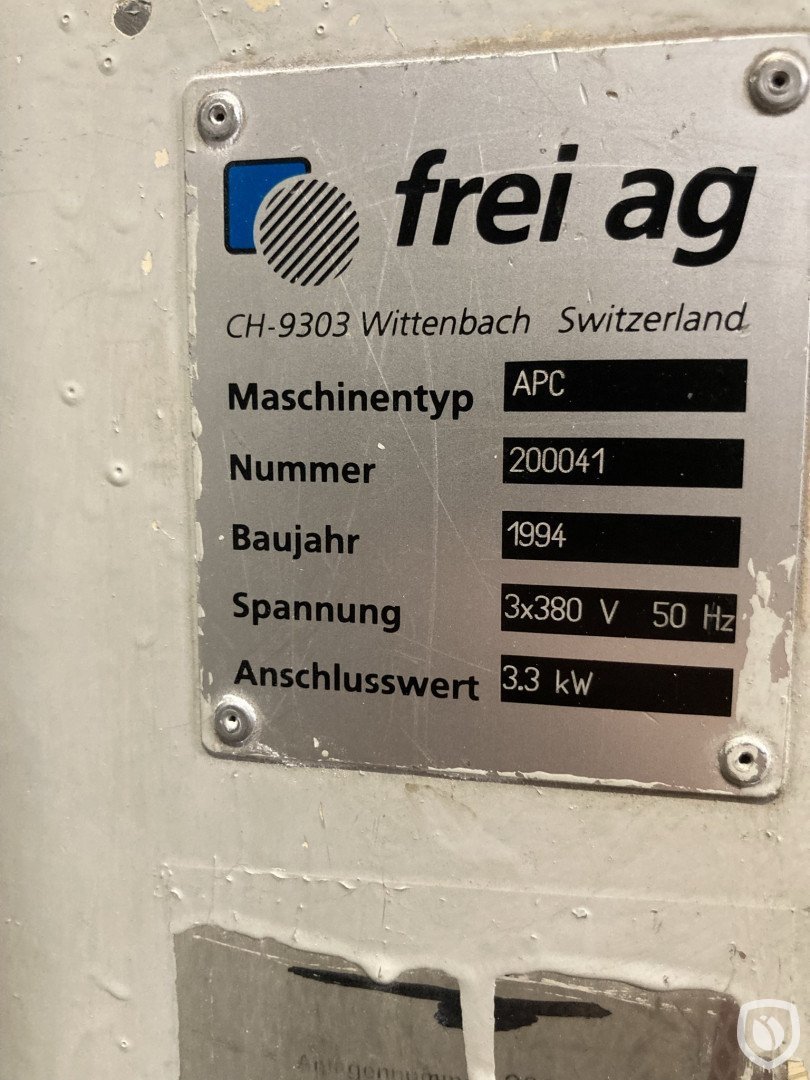 frei ag
CH-9303 Wittenbach Switzerland
Maschinentyp APC
Nummer 200041
Baujahr 1994
Spannung 3x380 V 50 Hz
Anschlusswert 3.3 kW